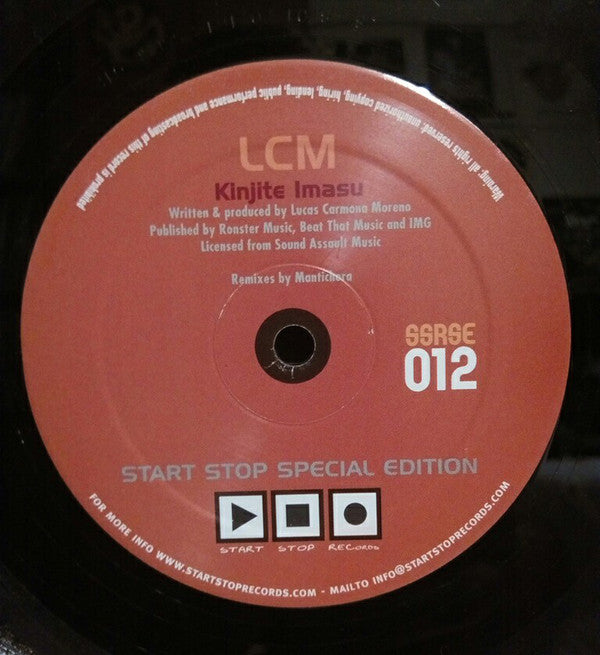 Warning all rights reserved, unauthorized copying, hiring, lending, public performance and broadcasting of this record is prohibited
LCM
Kinjite Imasu
Written & produced by Lucas Carmona Moreno
Published by Ronster Music, Beat That Music and IMG
Licensed from Sound Assault Music
Remixes by Mantichora
SSRSE
012
START STOP SPECIAL EDITION
START STOP RECORDS
FOR MORE INFO WWW.STARTSTOPRECORDS.COM - MAILTO INFO@STARTSTOPRECORDS.COM